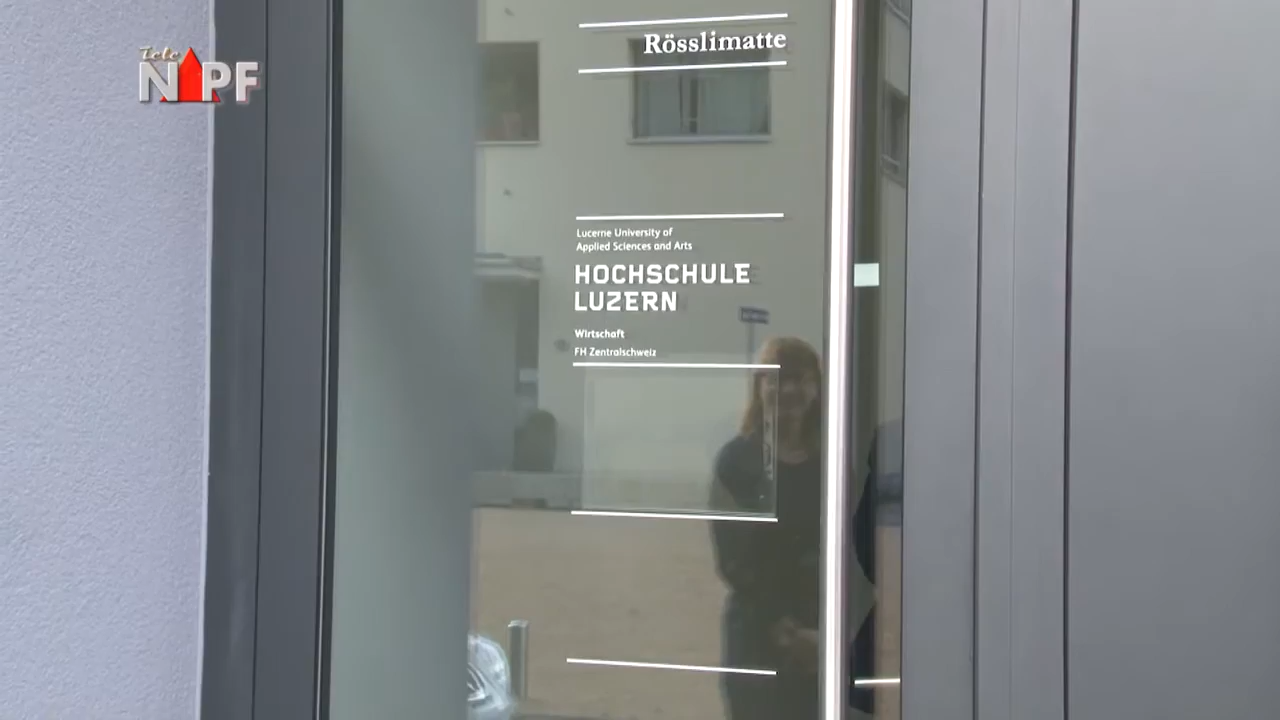 Tele
NAPF
Rösslimatte
Lucerne University of
Applied Sciences and Arts
HOCHSCHULE
LUZERN
Wirtschaft
FH Zentralschweiz